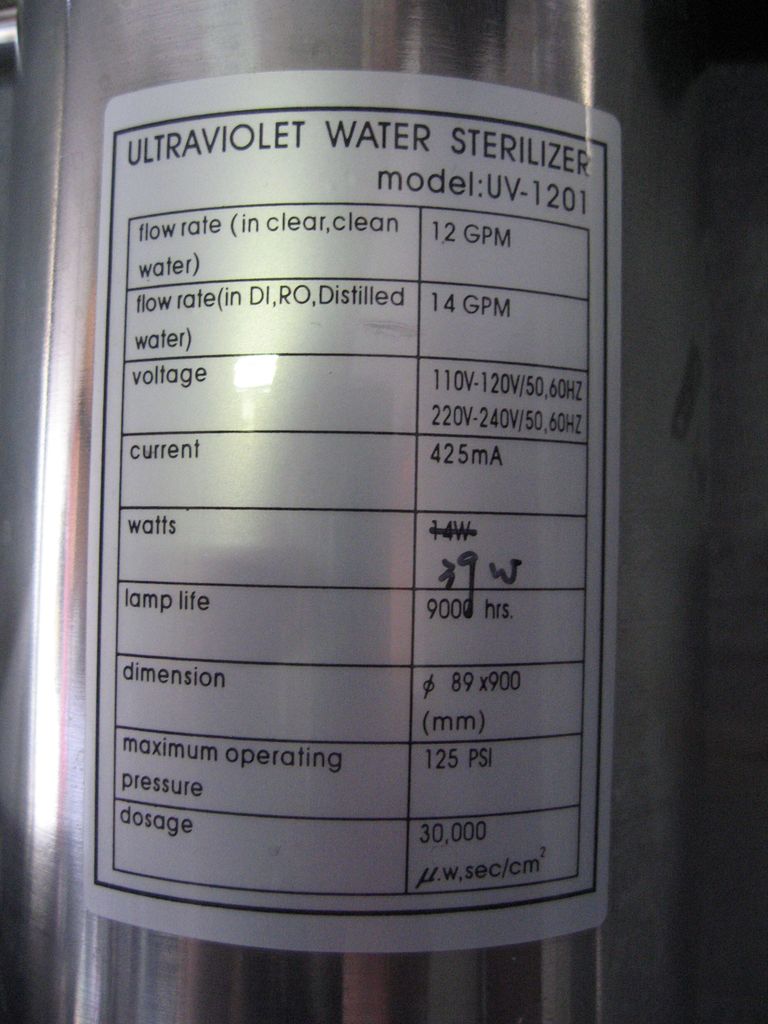 ULTRAVIOLET WATER STERILIZER
model:UV-1201
flow rate (in clear,clean
water)
12 GPM
flow rate(in DI,RO,Distilled
water)
14 GPM
voltage
110V-120V/50,60HZ
220V-240V/50,60HZ
current
425mA
watts
14W
39 W
lamp life
9000 hrs.
dimension
ϕ 89 x900
(mm)
maximum operating
pressure
125 PSI
dosage
30,000
μ.w,sec/cm²